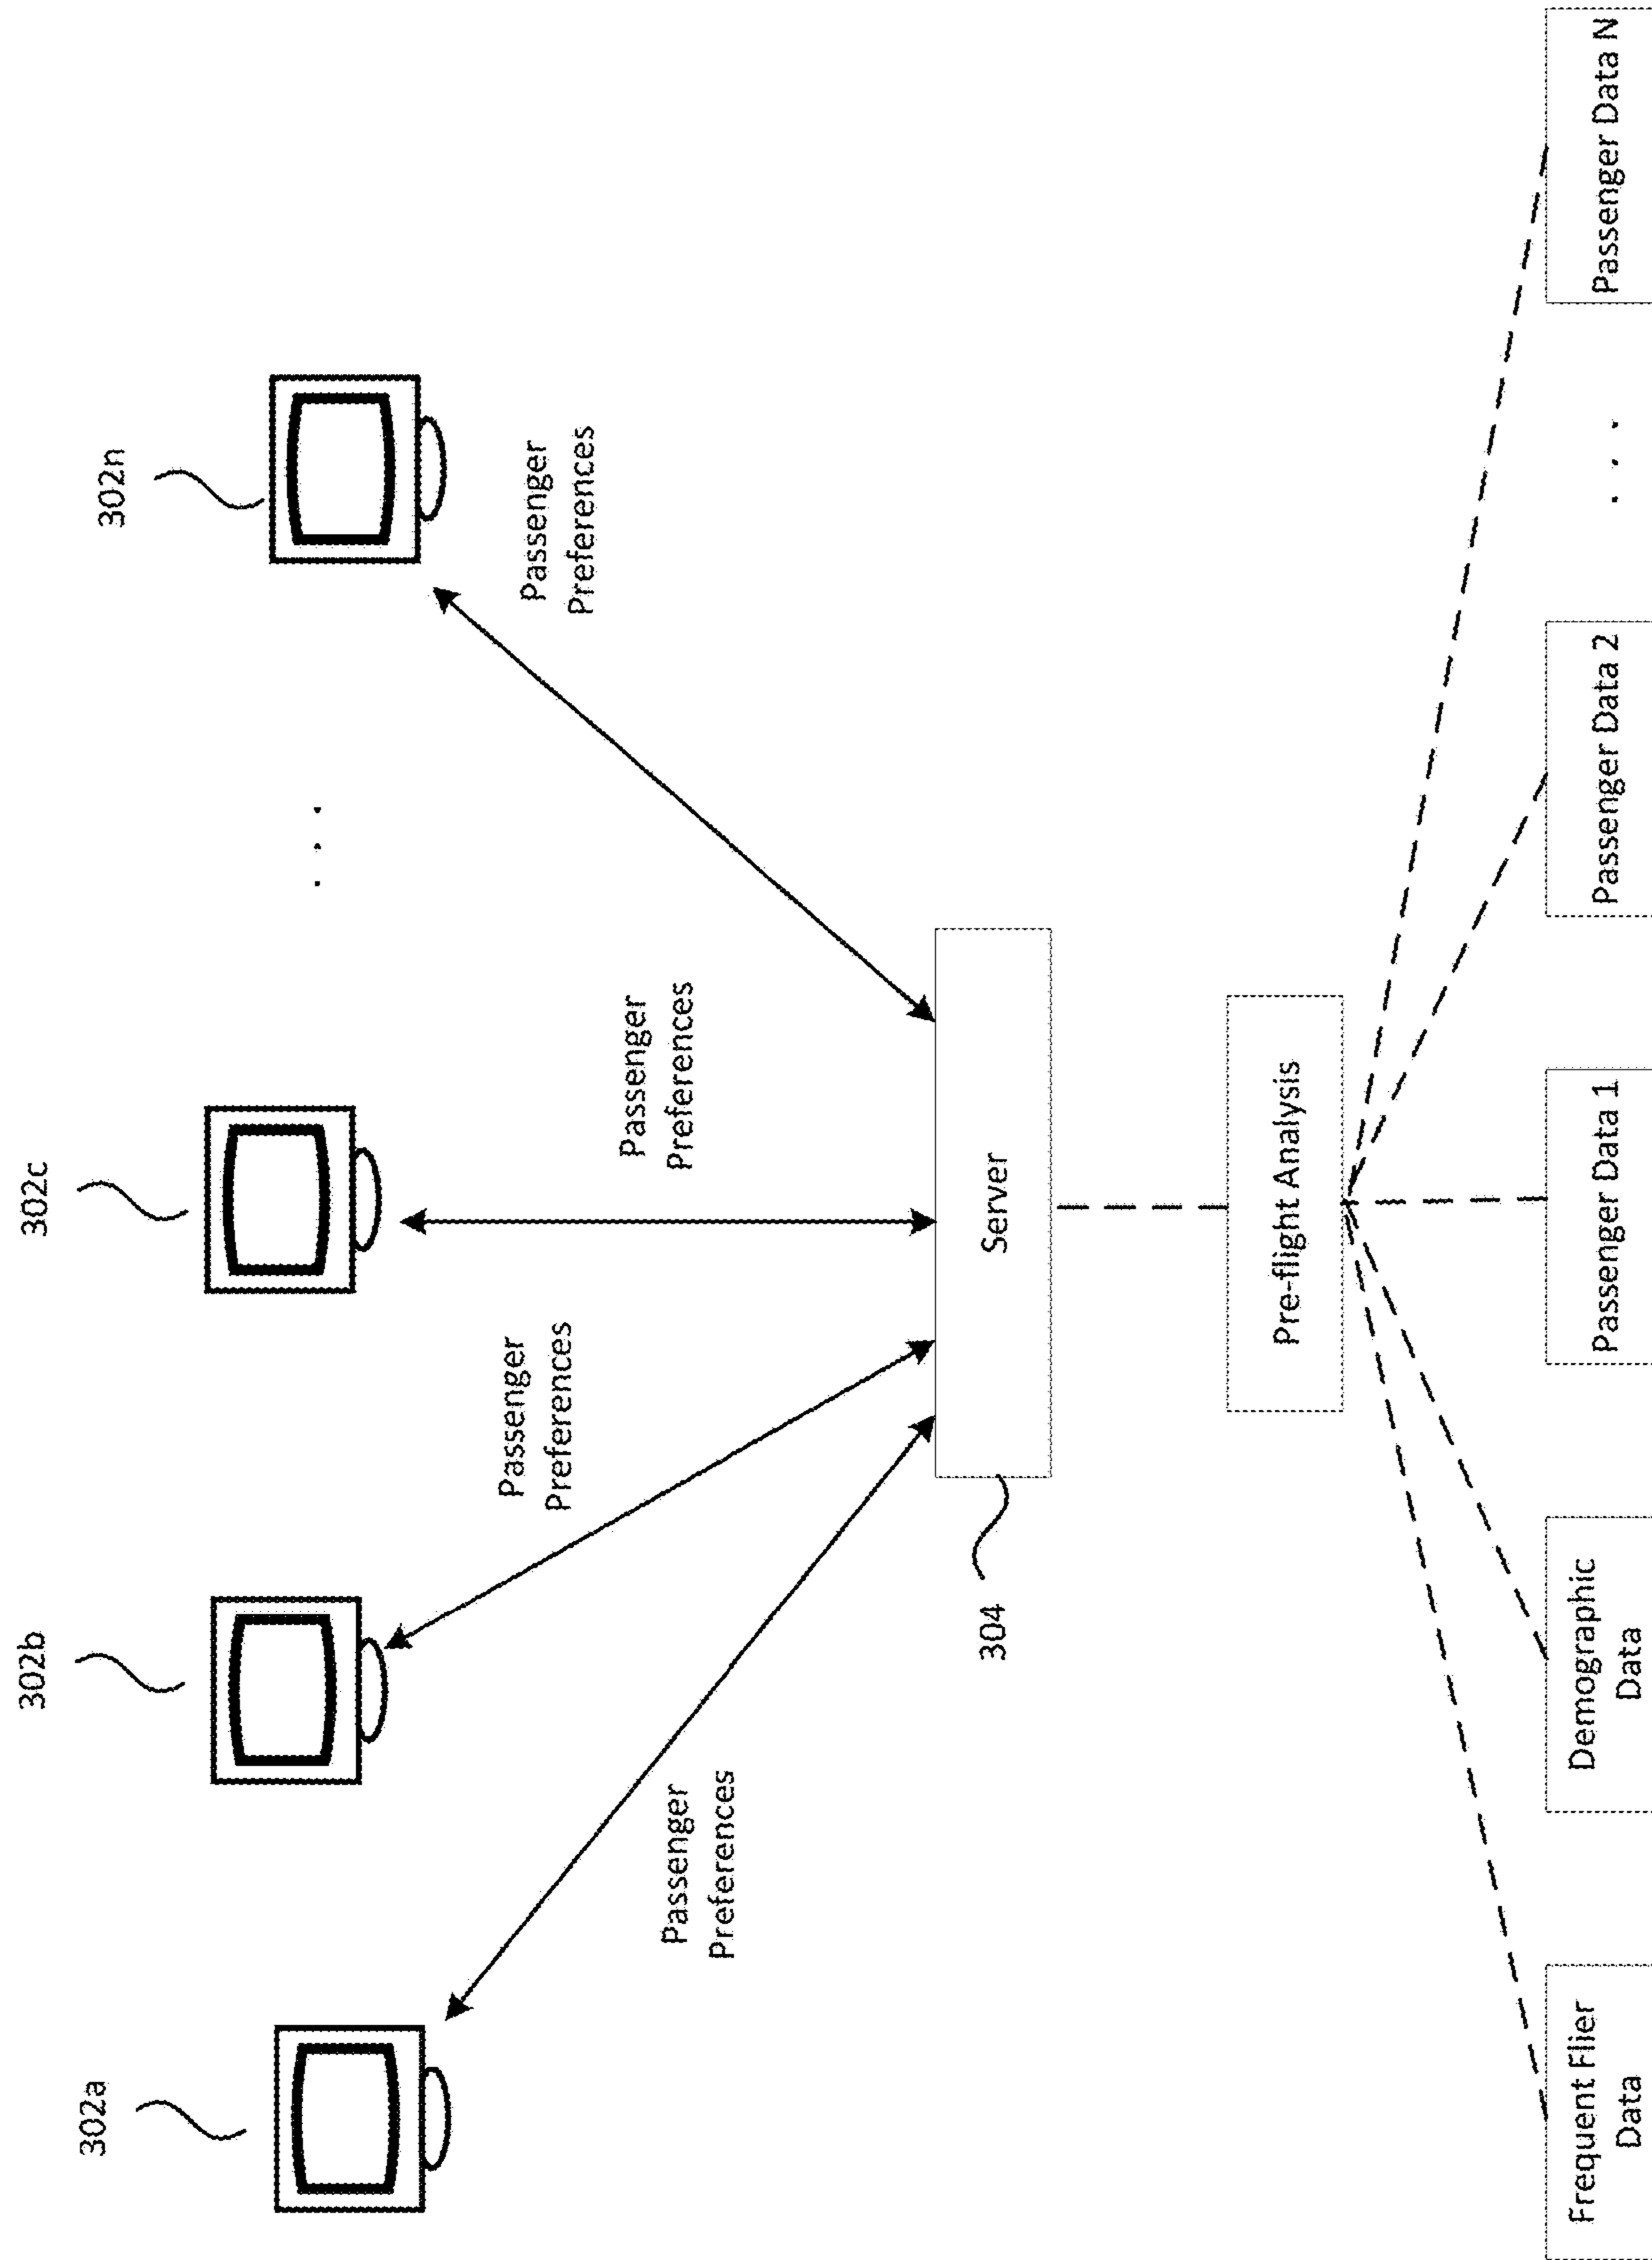 302a
302b
302c
302n
. . .
Passenger
Preferences
Passenger
Preferences
Passenger
Preferences
Passenger
Preferences
304
Server
Pre-flight Analysis
Frequent Flier
Data
Demographic
Data
Passenger Data 1
Passenger Data 2
. . .
Passenger Data N